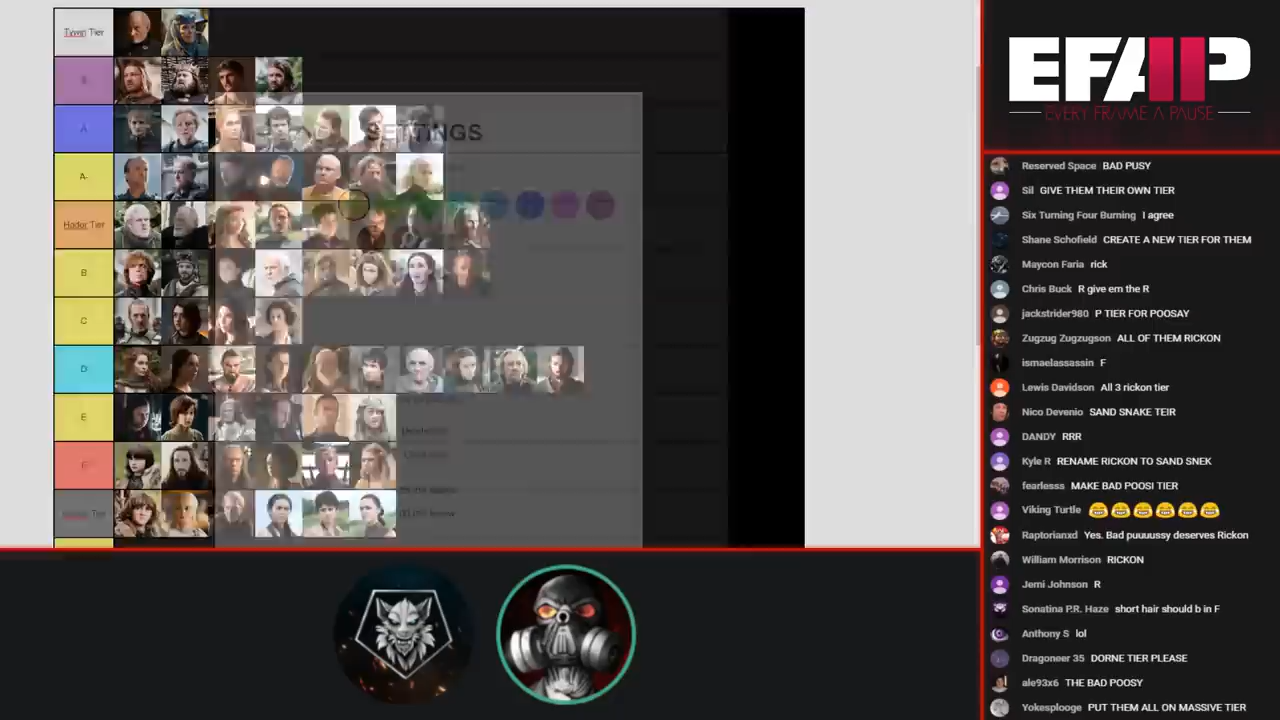 Tywin Tier
S
A
A-
Hodor Tier
B
C
D
E
F
Tier
SETTINGS
EFAP
EVERY FRAME A PAUSE
Reserved Space BAD PUSY
Sil GIVE THEM THEIR OWN TIER
Six Turning Four Burning I agree
Shane Schofield CREATE A NEW TIER FOR THEM
Maycon Faria rick
Chris Buck R give em the R
jackstrider980 P TIER FOR POOSAY
Zugzug Zugzugson ALL OF THEM RICKON
ismaelassassin F
Lewis Davidson All 3 rickon tier
Nico Devenio SAND SNAKE TEIR
DANDY RRR
Kyle R RENAME RICKON TO SAND SNEK
fearlesss MAKE BAD POOSI TIER
Viking Turtle 😂😂😂😂😂😂
Raptorianxd Yes. Bad puuuussy deserves Rickon
William Morrison RICKON
Jemi Johnson R
Sonatina P.R. Haze short hair should b in F
Anthony S lol
Dragoneer 35 DORNE TIER PLEASE
ale93x6 THE BAD POOSY
Yokesplooge PUT THEM ALL ON MASSIVE TIER